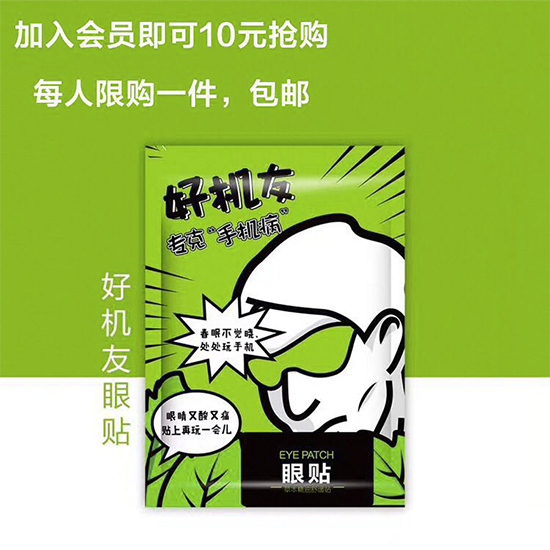 加入会员即可10元抢购
每人限购一件，包邮
好机友
专克“手机病”
春眠不觉晓，
处处玩手机
眼睛又酸又痛
贴上再玩一会儿
EYE PATCH
眼贴
好机友眼贴